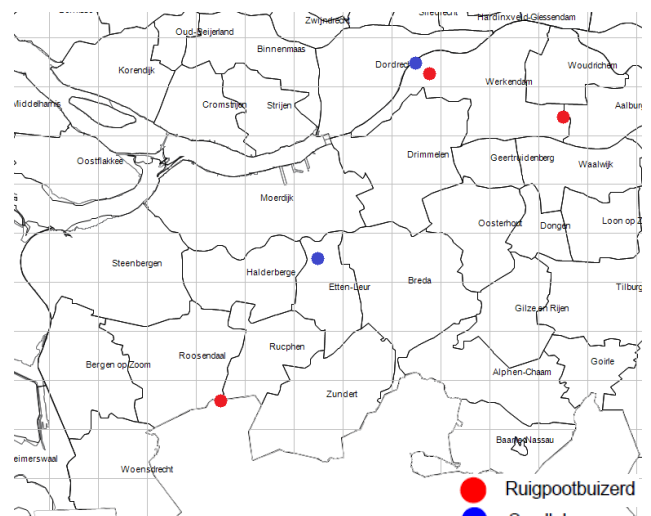 Zwijndrecht
Hardinxveld-Giessendam
Oud-Beijerland
Binnenmaas
Woudrichem
Korendijk
Dordrec
Werkendam
Middelharnis
Cromstrijen
Strijen
Aalburg
Oostflakkee
Drimmelen
Geertruidenberg
Waalwijk
Moerdijk
Oosterhout
Dongen
Loon op Z
Steenbergen
Halderberge
Etten-Leur
Breda
Tilburg
Gilze en Rijen
Rucphen
Roosendaal
Bergen op Zoom
Goirle
Alphen-Chaam
Zundert
Baarle-Nassau
eimerswaal
Woensdrecht
Ruigpootbuizerd